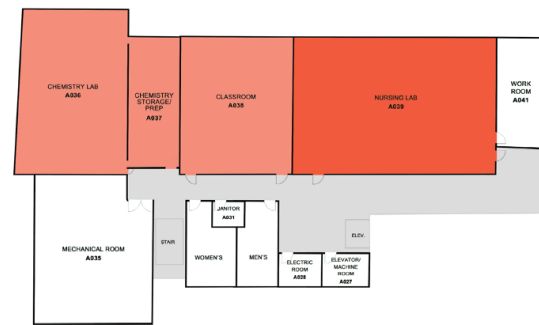 CHEMISTRY LAB
A036
CHEMISTRY
STORAGE/
PREP
A037
CLASSROOM
A038
NURSING LAB
A039
WORK
ROOM
A041
MECHANICAL ROOM
A035
STAIR
JANITOR
A031
WOMEN'S
MEN'S
ELEV.
ELECTRIC
ROOM
A028
ELEVATOR/
MACHINE
ROOM
A027